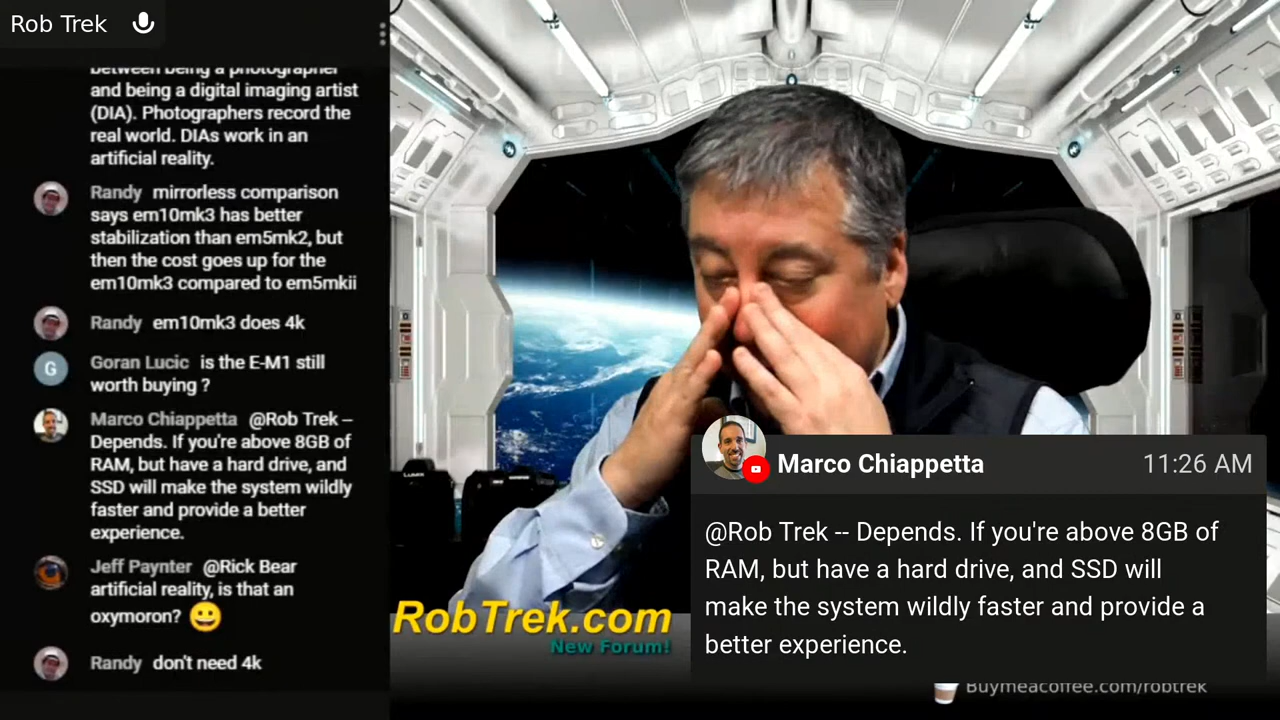 Rob Trek
between being a photographer
and being a digital imaging artist
(DIA). Photographers record the
real world. DIAs work in an
artificial reality.
Randy mirrorless comparison
says em10mk3 has better
stabilization than em5mk2, but
then the cost goes up for the
em10mk3 compared to em5mkii
Randy em10mk3 does 4k
G Goran Lucic is the E-M1 still
worth buying ?
Marco Chiappetta @Rob Trek --
Depends. If you're above 8GB of
RAM, but have a hard drive, and
SSD will make the system wildly
faster and provide a better
experience.
Jeff Paynter @Rick Bear
artificial reality, is that an
oxymoron? 😀
Randy don't need 4k
LUMIX
RobTrek.com
New Forum!
Marco Chiappetta 11:26 AM
@Rob Trek -- Depends. If you're above 8GB of
RAM, but have a hard drive, and SSD will
make the system wildly faster and provide a
better experience.
Buymeacoffee.com/robtrek